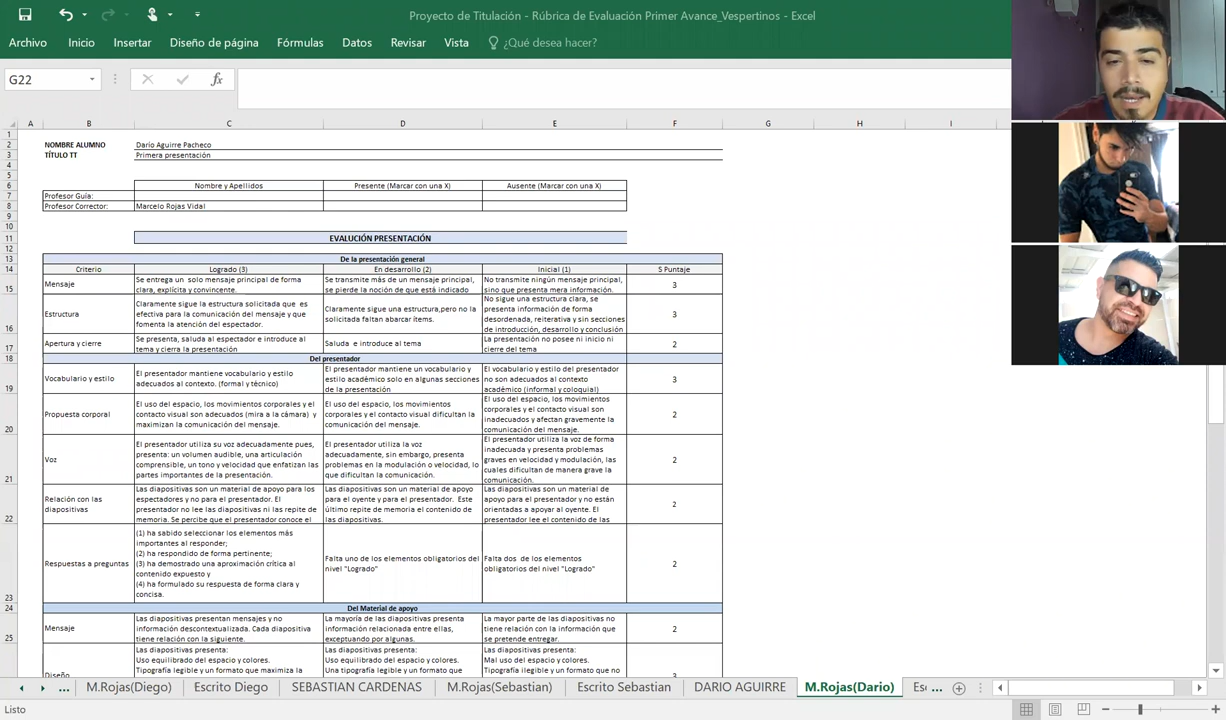 Proyecto de Titulación - Rúbrica de Evaluación Primer Avance_Vespertinos - Excel
Archivo Inicio Insertar Diseño de página Fórmulas Datos Revisar Vista ¿Qué desea hacer?
G22 fx
A B C D E F G H I
1
2 NOMBRE ALUMNO Darío Aguirre Pacheco
3 TÍTULO TT Primera presentación
4
5
6 Nombre y Apellidos Presente (Marcar con una X) Ausente (Marcar con una X)
7 Profesor Guía:
8 Profesor Corrector: Marcelo Rojas Vidal
9
10
11 EVALUCIÓN PRESENTACIÓN
12
13 De la presentación general
14 Criterio Logrado (3) En desarrollo (2) Inicial (1) S Puntaje
15 Mensaje
Se entrega un solo mensaje principal de forma
clara, explícita y convincente.
Se transmite más de un mensaje principal,
se pierde la noción de que está indicado
No transmite ningún mensaje principal,
sino que presenta mera información.
3
16 Estructura
Claramente sigue la estructura solicitada que es
efectiva para la comunicación del mensaje y que
fomenta la atención del espectador.
Claramente sigue una estructura,pero no la
solicitada faltan abarcar ítems.
No sigue una estructura clara, se
presenta información de forma
desordenada, reiterativa y sin secciones
de introducción, desarrollo y conclusión
3
17 Apertura y cierre
Se presenta, saluda al espectador e introduce al
tema y cierra la presentación
Saluda e introduce al tema
La presentación no posee ni inicio ni
cierre del tema
2
18 Del presentador
19 Vocabulario y estilo
El presentador mantiene vocabulario y estilo
adecuados al contexto. (formal y técnico)
El presentador mantiene un vocabulario y
estilo académico solo en algunas secciones
de la presentación
El vocabulario y estilo del presentador
no son adecuados al contexto
académico (informal y coloquial)
3
20 Propuesta corporal
El uso del espacio, los movimientos corporales y el
contacto visual son adecuados (mira a la cámara) y
maximizan la comunicación del mensaje.
El uso del espacio, los movimientos
corporales y el contacto visual dificultan la
comunicación del mensaje.
El uso del espacio, los movimientos
corporales y el contacto visual son
inadecuados y afectan gravemente la
comunicación del mensaje.
2
21 Voz
El presentador utiliza su voz adecuadamente pues,
presenta: un volumen audible, una articulación
comprensible, un tono y velocidad que enfatizan las
partes importantes de la presentación.
El presentador utiliza la voz
adecuadamente, sin embargo, presenta
problemas en la modulación o velocidad, lo
que dificultan la comunicación.
El presentador utiliza la voz de forma
inadecuada y presenta problemas
graves en velocidad y modulación, las
cuales dificultan de manera grave la
comunicación.
2
22 Relación con las
diapositivas
Las diapositivas son un material de apoyo para los
espectadores y no para el presentador. El
presentador no lee las diapositivas ni las repite de
memoria. Se percibe que el presentador conoce el
Las diapositivas son un material de apoyo
para el oyente y para el presentador. Este
último repite de memoria el contenido de
las diapositivas.
Las diapositivas son un material de
apoyo para el presentador y no están
orientadas a apoyar al oyente. El
presentador lee el contenido de las
2
23 Respuestas a preguntas
(1) ha sabido seleccionar los elementos más
importantes al responder;
(2) ha respondido de forma pertinente;
(3) ha demostrado una aproximación crítica al
contenido expuesto y
(4) ha formulado su respuesta de forma clara y
concisa.
Falta uno de los elementos obligatorios del
nivel "Logrado"
Falta dos de los elementos
obligatorios del nivel "Logrado"
2
24 Del Material de apoyo
25 Mensaje
Las diapositivas presentan mensajes y no
información descontextualizada. Cada diapositiva
tiene relación con la siguiente.
La mayoría de las diapositivas presenta
información relacionada entre ellas,
exceptuando por algunas.
La mayor parte de las diapositivas no
tiene relación con la información que
se pretende entregar.
2
Diseño
Las diapositivas presenta:
Uso equilibrado del espacio y colores.
Tipografía legible y un formato que maximiza la
Las diapositivas presenta:
Uso equilibrado del espacio y colores.
Una tipografía legible y un formato que
Las diapositivas presenta:
Mal uso del espacio y colores.
Tipografía ilegible y un formato que no
3
... M.Rojas(Diego) Escrito Diego SEBASTIAN CARDENAS M.Rojas(Sebastian) Escrito Sebastian DARIO AGUIRRE M.Rojas(Dario) Esc ...
Listo